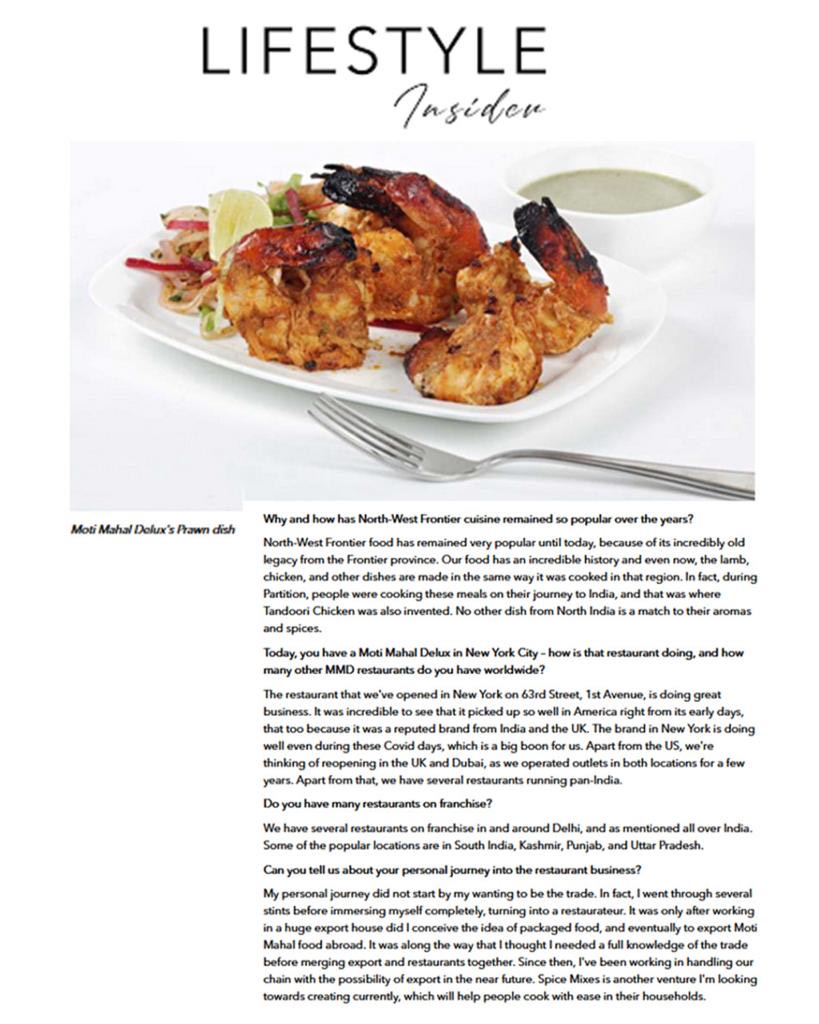 LIFESTYLE
Insider
Moti Mahal Delux's Prawn dish
Why and how has North-West Frontier cuisine remained so popular over the years?
North-West Frontier food has remained very popular until today, because of its incredibly old
legacy from the Frontier province. Our food has an incredible history and even now, the lamb,
chicken, and other dishes are made in the same way it was cooked in that region. In fact, during
Partition, people were cooking these meals on their journey to India, and that was where
Tandoori Chicken was also invented. No other dish from North India is a match to their aromas
and spices.
Today, you have a Moti Mahal Delux in New York City – how is that restaurant doing, and how
many other MMD restaurants do you have worldwide?
The restaurant that we've opened in New York on 63rd Street, 1st Avenue, is doing great
business. It was incredible to see that it picked up so well in America right from its early days,
that too because it was a reputed brand from India and the UK. The brand in New York is doing
well even during these Covid days, which is a big boon for us. Apart from the US, we're
thinking of reopening in the UK and Dubai, as we operated outlets in both locations for a few
years. Apart from that, we have several restaurants running pan-India.
Do you have many restaurants on franchise?
We have several restaurants on franchise in and around Delhi, and as mentioned all over India.
Some of the popular locations are in South India, Kashmir, Punjab, and Uttar Pradesh.
Can you tell us about your personal journey into the restaurant business?
My personal journey did not start by my wanting to be the trade. In fact, I went through several
stints before immersing myself completely, turning into a restaurateur. It was only after working
in a huge export house did I conceive the idea of packaged food, and eventually to export Moti
Mahal food abroad. It was along the way that I thought I needed a full knowledge of the trade
before merging export and restaurants together. Since then, I've been working in handling our
chain with the possibility of export in the near future. Spice Mixes is another venture I'm looking
towards creating currently, which will help people cook with ease in their households.